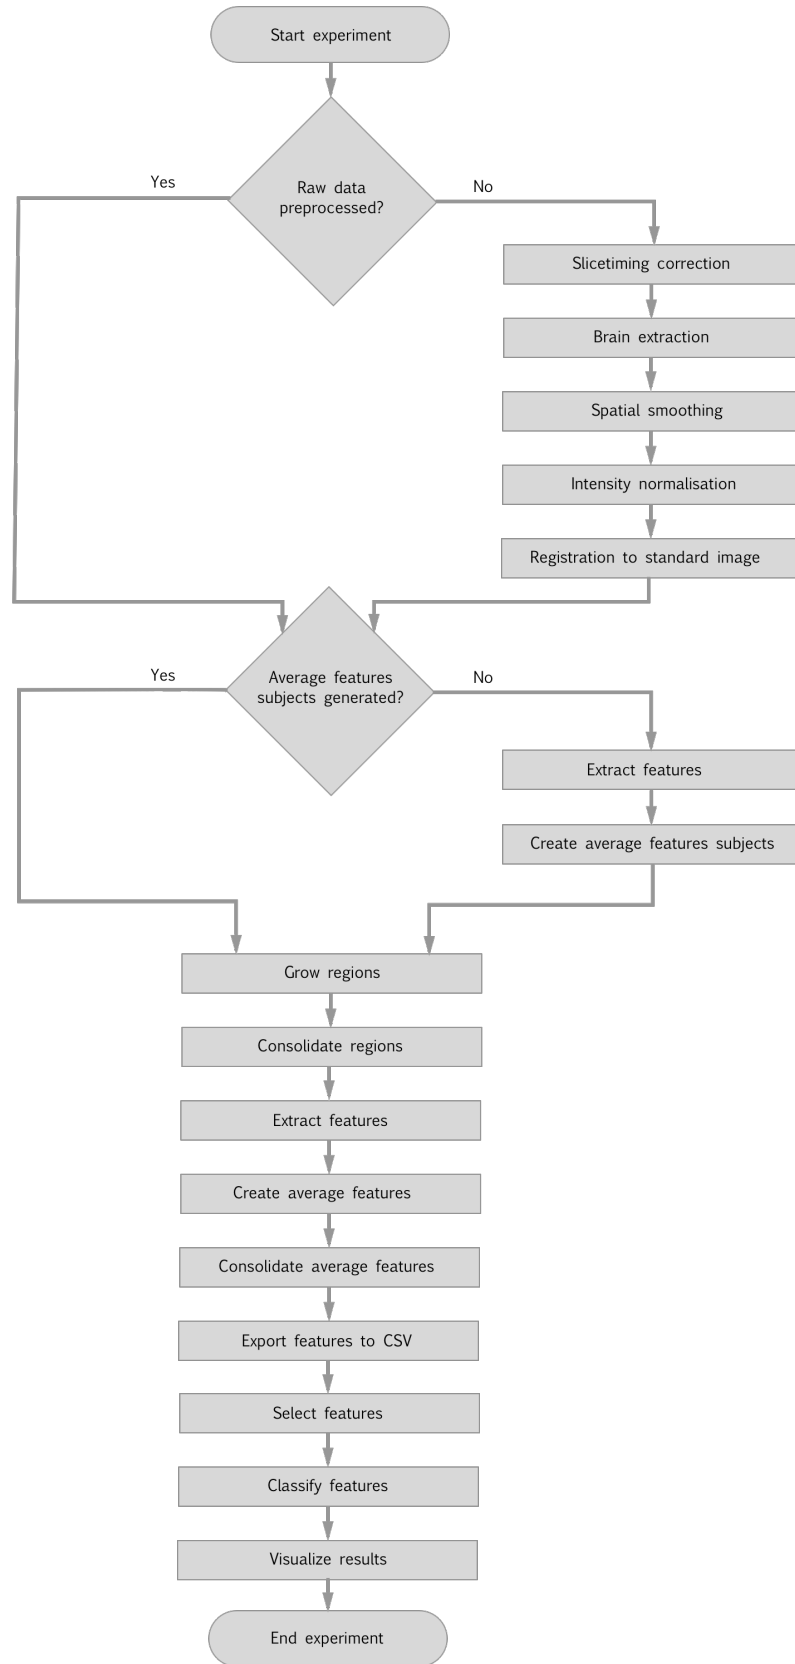 Start experiment
Raw data
preprocessed?
Yes
No
Slicetiming correction
Brain extraction
Spatial smoothing
Intensity normalisation
Registration to standard image
Average features
subjects generated?
Yes
No
Extract features
Create average features subjects
Grow regions
Consolidate regions
Extract features
Create average features
Consolidate average features
Export features to CSV
Select features
Classify features
Visualize results
End experiment